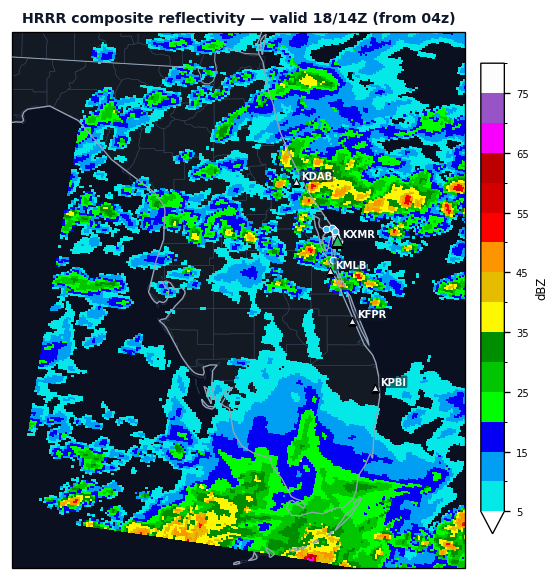 HRRR composite reflectivity — valid 18/14Z (from 04z)
KDAB
KXMR
KMLB
KFPR
KPBI
75
65
55
45
35
25
15
5
dBZ